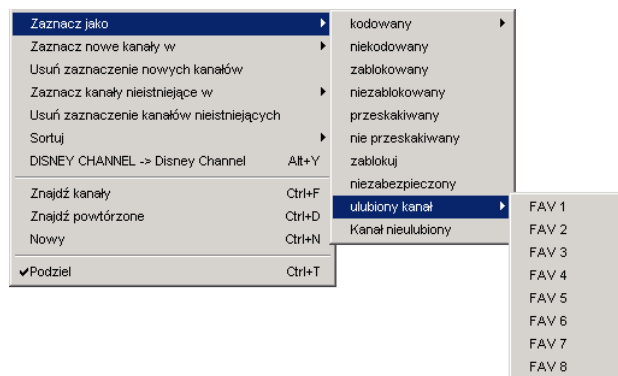 Zaznacz jako
Zaznacz nowe kanały w
Usuń zaznaczenie nowych kanałów
Zaznacz kanały nieistniejące w
Usuń zaznaczenie kanałów nieistniejących
Sortuj
DISNEY CHANNEL -> Disney Channel Alt+Y
Znajdź kanały Ctrl+F
Znajdź powtórzone Ctrl+D
Nowy Ctrl+N
Podziel Ctrl+T
kodowany
niekodowany
zablokowany
niezablokowany
przeskakiwany
nie przeskakiwany
zablokuj
niezabezpieczony
ulubiony kanał
Kanał nieulubiony
FAV 1
FAV 2
FAV 3
FAV 4
FAV 5
FAV 6
FAV 7
FAV 8